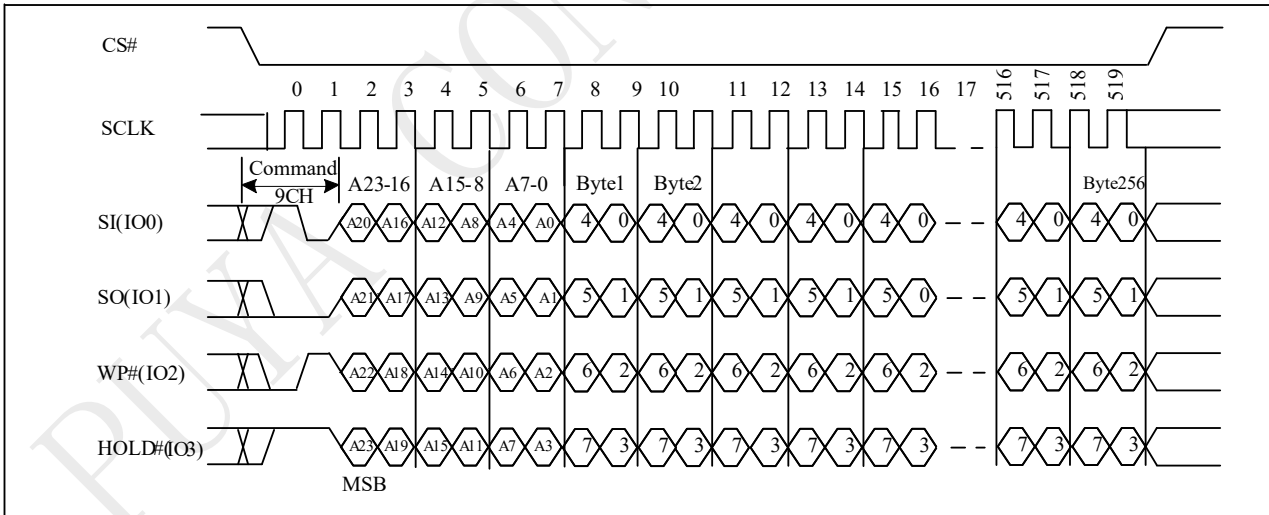 CS#
0 1 2 3 4 5 6 7 8 9 10 11 12 13 14 15 16 17 516 517 518 519
SCLK
Command
9CH
A23-16 A15-8 A7-0 Byte1 Byte2 Byte256
SI(IO0) A20 A16 A12 A8 A4 A0 4 0 4 0 4 0 4 0 4 0 4 0 4 0
SO(IO1) A21 A17 A13 A9 A5 A1 5 1 5 1 5 1 5 1 5 0 5 1 5 1
WP#(IO2) A22 A18 A14 A10 A6 A2 6 2 6 2 6 2 6 2 6 2 6 2 6 2
HOLD#(IO3) A23 A19 A15 A11 A7 A3 7 3 7 3 7 3 7 3 7 3 7 3 7 3
MSB
PUYA CON